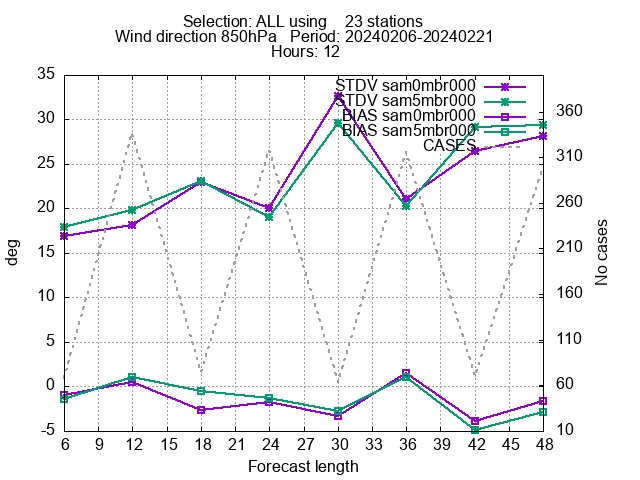 Selection: ALL using    23 stations
Wind direction 850hPa   Period: 20240206-20240221
Hours: 12
STDV sam0mbr000
STDV sam5mbr000
BIAS sam0mbr000
BIAS sam5mbr000
CASES
35
30
25
20
15
10
5
0
-5
deg
360
310
260
210
160
110
60
10
No cases
6 9 12 15 18 21 24 27 30 33 36 39 42 45 48
Forecast length